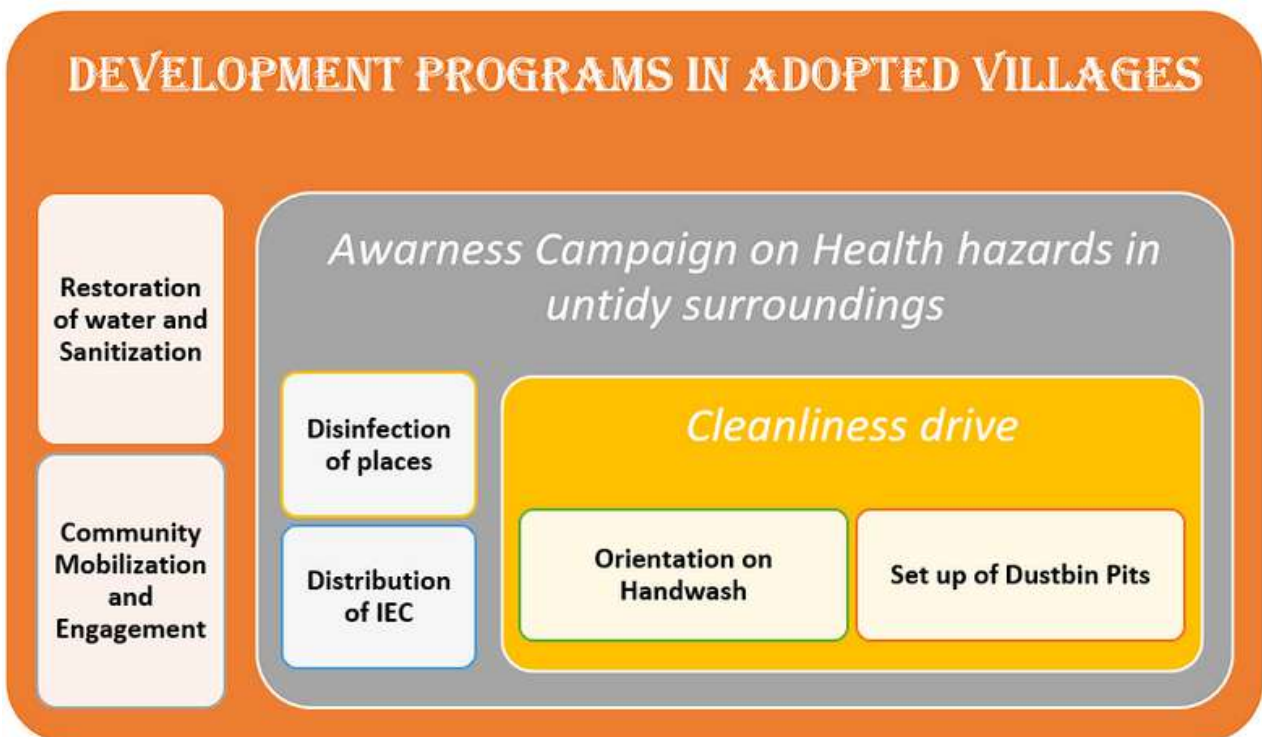 DEVELOPMENT PROGRAMS IN ADOPTED VILLAGES
Restoration
of water and
Sanitization
Community
Mobilization
and
Engagement
Awarness Campaign on Health hazards in
untidy surroundings
Disinfection
of places
Distribution
of IEC
Cleanliness drive
Orientation on
Handwash
Set up of Dustbin Pits